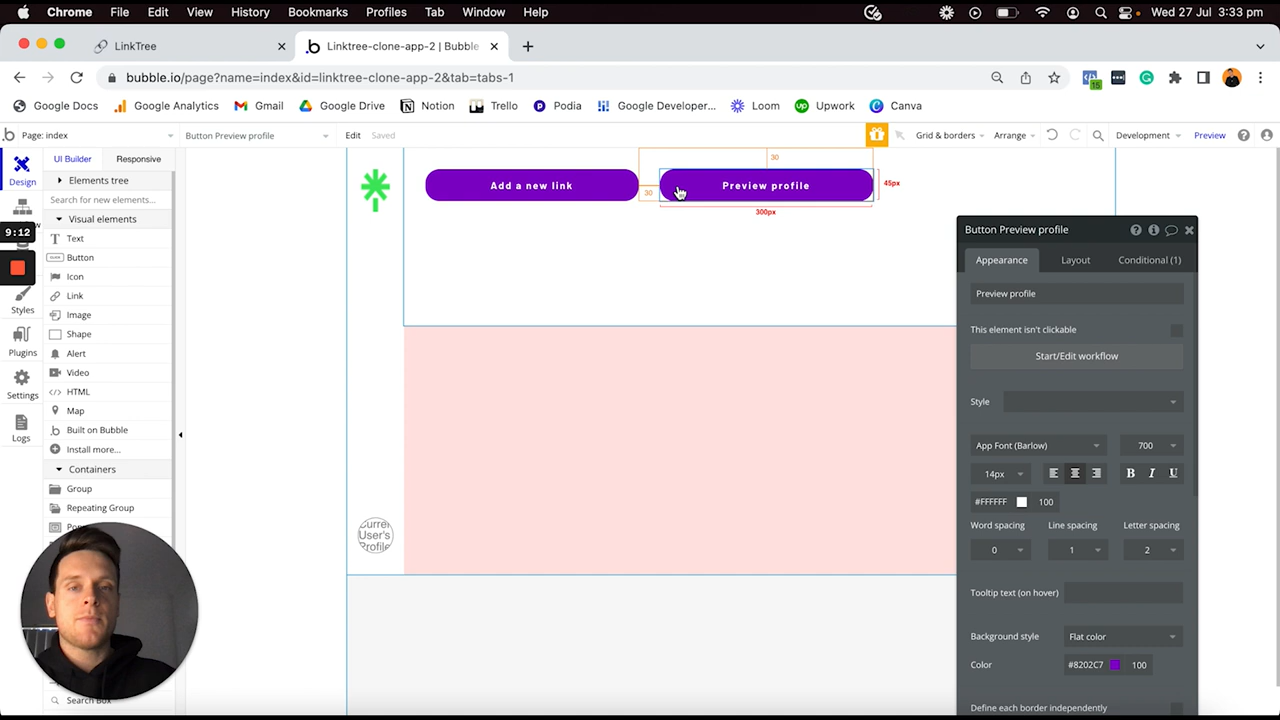 Chrome File Edit View History Bookmarks Profiles Tab Window Help Wed 27 Jul 3:33 pm
LinkTree
Linktree-clone-app-2 | Bubble
bubble.io/page?name=index&id=linktree-clone-app-2&tab=tabs-1
15
Google Docs Google Analytics Gmail Google Drive Notion Trello Podia Google Developer... Loom Upwork Canva
Page: index Button Preview profile Edit Saved Grid & borders Arrange Development Preview
Design
UI Builder Responsive
Elements tree
Search for new elements...
Visual elements
9:12
Text
Button
Icon
Link
Image
Shape
Alert
Video
HTML
Map
Built on Bubble
Install more...
Containers
Group
Repeating Group
Search Box
Styles
Plugins
Settings
Logs
30
Add a new link
30
Preview profile
45px
300px
Curre
User's
Profile
Button Preview profile
Appearance Layout Conditional (1)
Preview profile
This element isn't clickable
Start/Edit workflow
Style
App Font (Barlow) 700
14px B I U
#FFFFFF 100
Word spacing Line spacing Letter spacing
0 1 2
Tooltip text (on hover)
Background style Flat color
Color #8202C7 100
Define each border independently